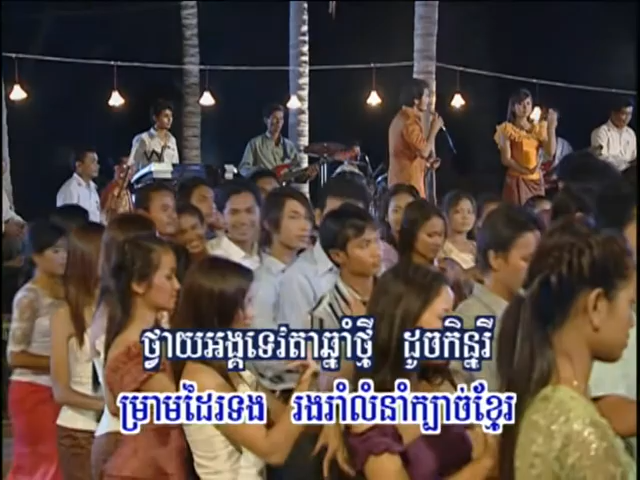 ថ្វាយអង្គទេវតាឆ្នាំថ្មី ដូចកិន្នរី
ម្រាមដៃរទង រងរាំលំនាំក្បាច់ខ្មែរ